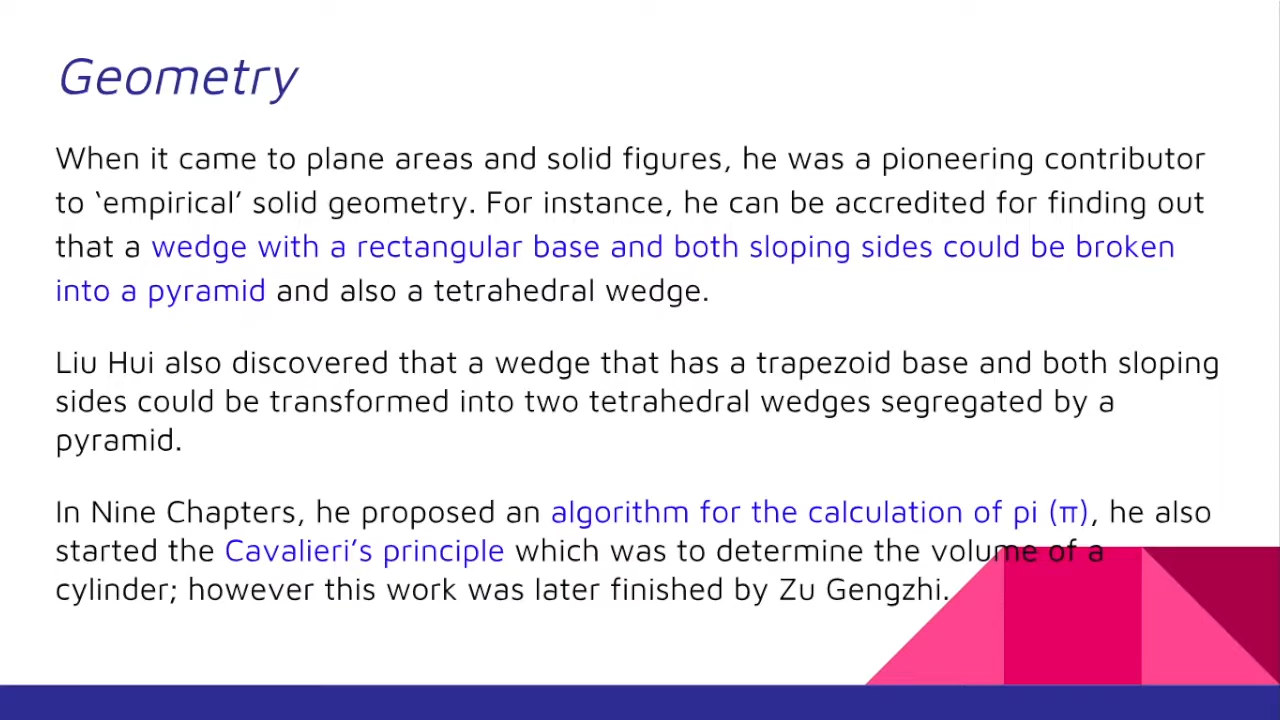 Geometry
When it came to plane areas and solid figures, he was a pioneering contributor
to ‘empirical’ solid geometry. For instance, he can be accredited for finding out
that a wedge with a rectangular base and both sloping sides could be broken
into a pyramid and also a tetrahedral wedge.
Liu Hui also discovered that a wedge that has a trapezoid base and both sloping
sides could be transformed into two tetrahedral wedges segregated by a
pyramid.
In Nine Chapters, he proposed an algorithm for the calculation of pi (π), he also
started the Cavalieri’s principle which was to determine the volume of a
cylinder; however this work was later finished by Zu Gengzhi.